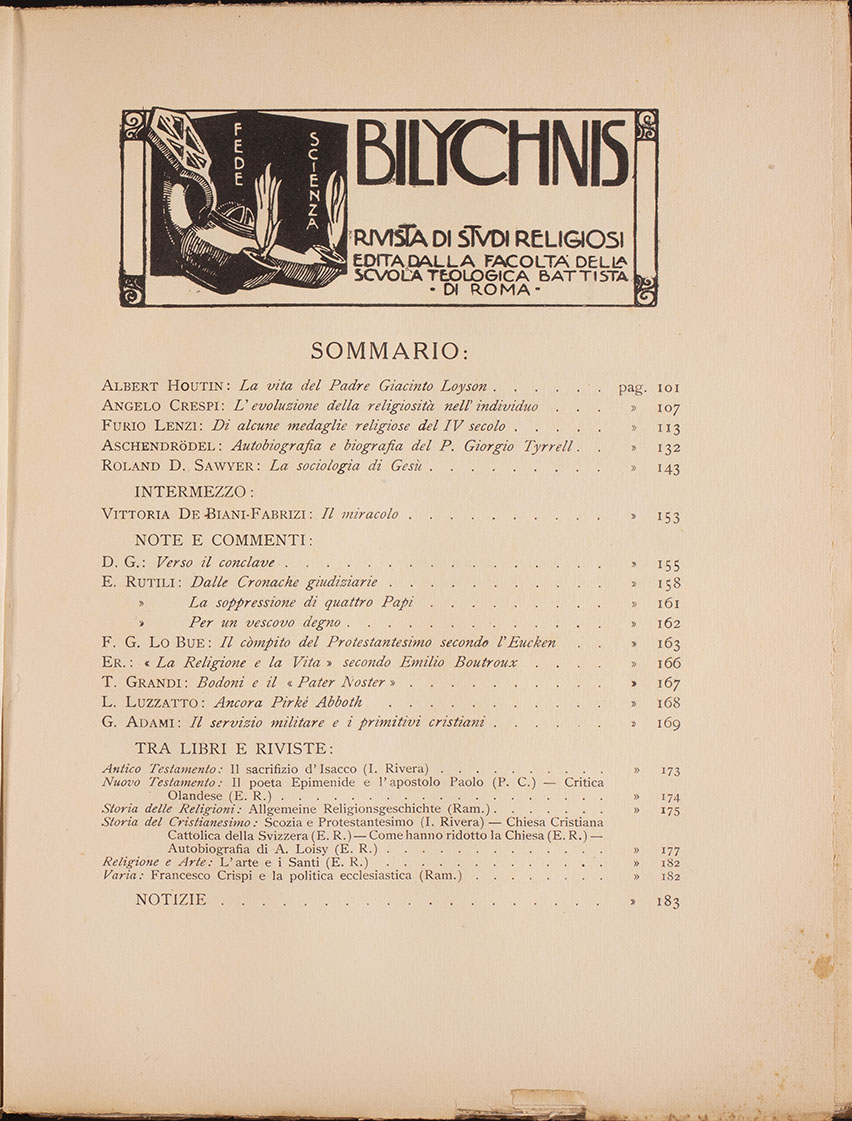 FEDE
SCIENZA
BILYCHNIS
RIVISTA DI STVDI RELIGIOSI
EDITA DALLA FACOLTÀ DELLA
SCVOLA TEOLOGICA BATTISTA
· DI ROMA ·
SOMMARIO:
ALBERT HOUTIN: La vita del Padre Giacinto Loyson . . . . . . pag. 101
ANGELO CRESPI: L'evoluzione della religiosità nell'individuo . . . » 107
FURIO LENZI: Di alcune medaglie religiose del IV secolo . . . . . » 113
ASCHENDRÖDEL: Autobiografia e biografia del P. Giorgio Tyrrell . . » 132
ROLAND D. SAWYER: La sociologia di Gesù . . . . . . . . . » 143
INTERMEZZO:
VITTORIA DE-BIANI-FABRIZI: Il miracolo . . . . . . . . . . » 153
NOTE E COMMENTI:
D. G.: Verso il conclave . . . . . . . . . . . . . . . . » 155
E. RUTILI: Dalle Cronache giudiziarie . . . . . . . . . . . » 158
» La soppressione di quattro Papi . . . . . . . . . » 161
» Per un vescovo degno . . . . . . . . . . . . . » 162
F. G. LO BUE: Il còmpito del Protestantesimo secondo l'Eucken . . » 163
ER.: « La Religione e la Vita » secondo Emilio Boutroux . . . . » 166
T. GRANDI: Bodoni e il « Pater Noster » . . . . . . . . . . » 167
L. LUZZATTO: Ancora Pirké Abboth . . . . . . . . . . . » 168
G. ADAMI: Il servizio militare e i primitivi cristiani . . . . . . » 169
TRA LIBRI E RIVISTE:
Antico Testamento: Il sacrifizio d'Isacco (I. Rivera) . . . . . . . . . . » 173
Nuovo Testamento: Il poeta Epimenide e l'apostolo Paolo (P. C.) — Critica
Olandese (E. R.) . . . . . . . . . . . . . . . . . . » 174
Storia delle Religioni: Allgemeine Religionsgeschichte (Ram.) . . . . . . . » 175
Storia del Cristianesimo: Scozia e Protestantesimo (I. Rivera) — Chiesa Cristiana
Cattolica della Svizzera (E. R.) — Come hanno ridotto la Chiesa (E. R.) —
Autobiografia di A. Loisy (E. R.) . . . . . . . . . . . . . » 177
Religione e Arte: L'arte e i Santi (E. R.) . . . . . . . . . . . . . » 182
Varia: Francesco Crispi e la politica ecclesiastica (Ram.) . . . . . . . . » 182
NOTIZIE . . . . . . . . . . . . . . . . . . . » 183